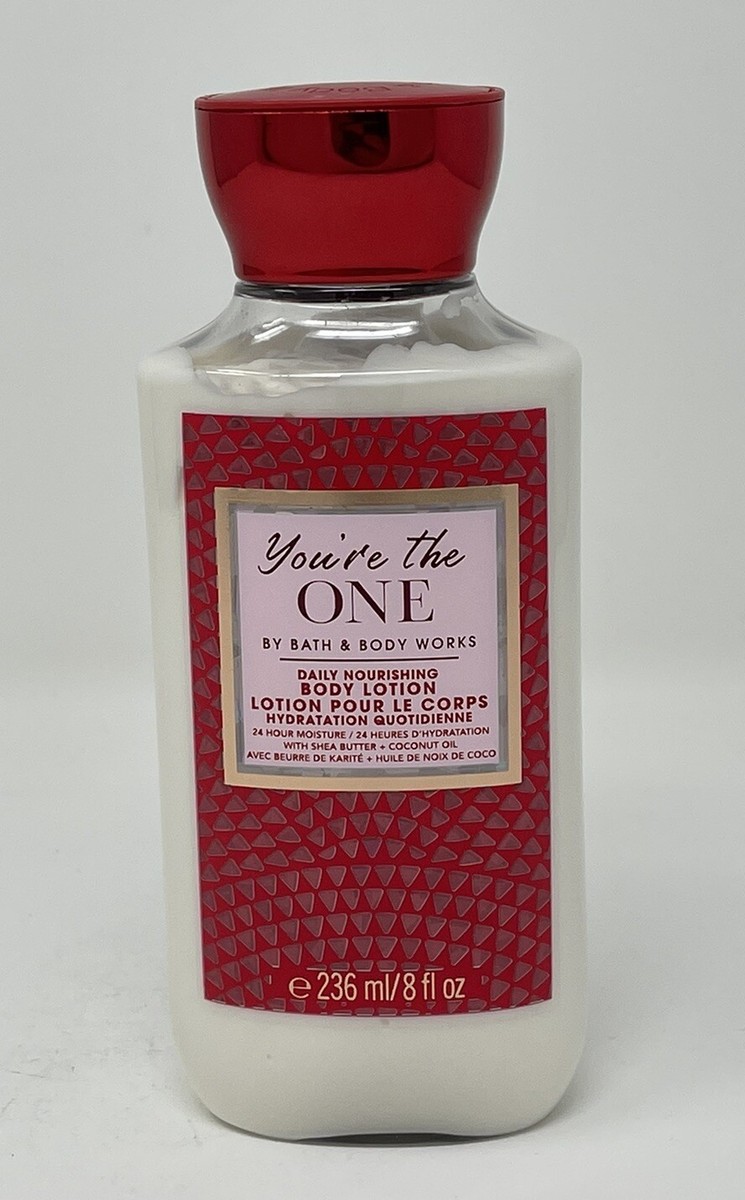 You're the
ONE
BY BATH & BODY WORKS
DAILY NOURISHING
BODY LOTION
LOTION POUR LE CORPS
HYDRATATION QUOTIDIENNE
24 HOUR MOISTURE / 24 HEURES D'HYDRATATION
WITH SHEA BUTTER + COCONUT OIL
AVEC BEURRE DE KARITÉ + HUILE DE NOIX DE COCO
℮ 236 ml/8 fl oz